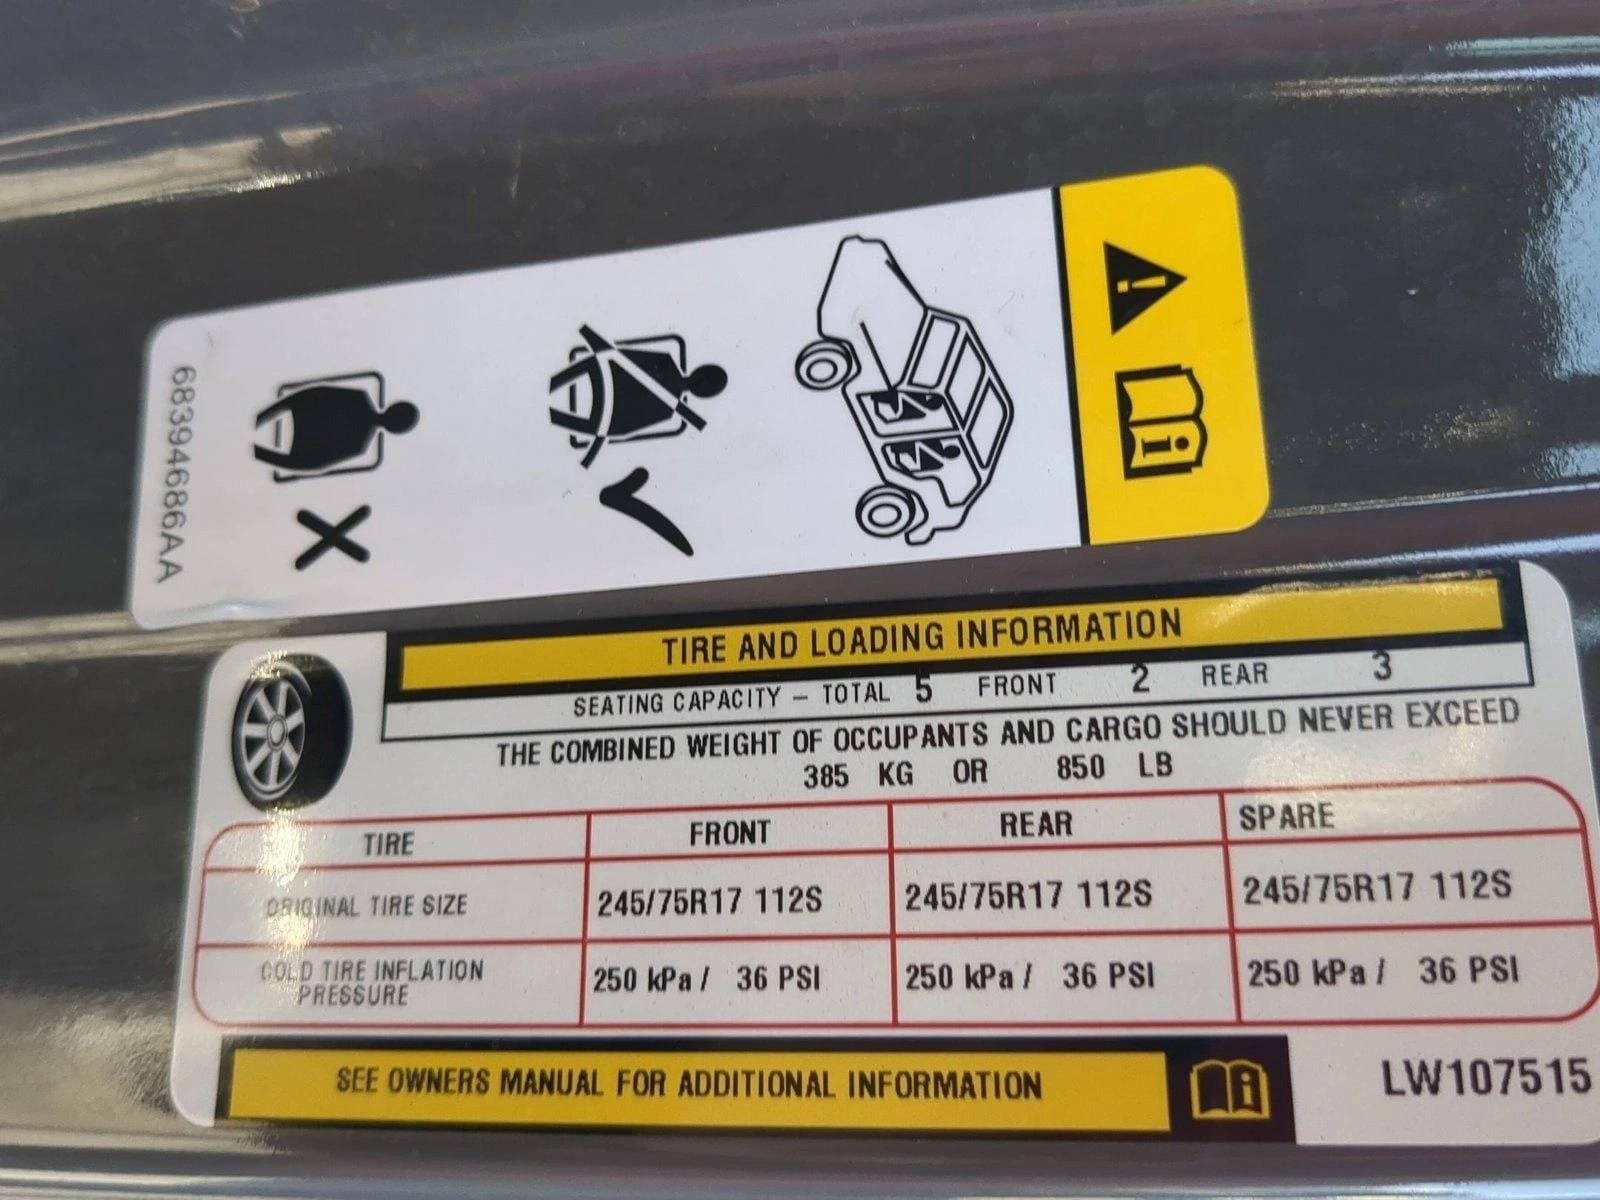 68394686AA
TIRE AND LOADING INFORMATION
SEATING CAPACITY – TOTAL 5 FRONT 2 REAR 3
THE COMBINED WEIGHT OF OCCUPANTS AND CARGO SHOULD NEVER EXCEED
385 KG OR 850 LB
TIRE FRONT REAR SPARE
ORIGINAL TIRE SIZE 245/75R17 112S 245/75R17 112S 245/75R17 112S
COLD TIRE INFLATION PRESSURE 250 kPa / 36 PSI 250 kPa / 36 PSI 250 kPa / 36 PSI
SEE OWNERS MANUAL FOR ADDITIONAL INFORMATION
LW107515